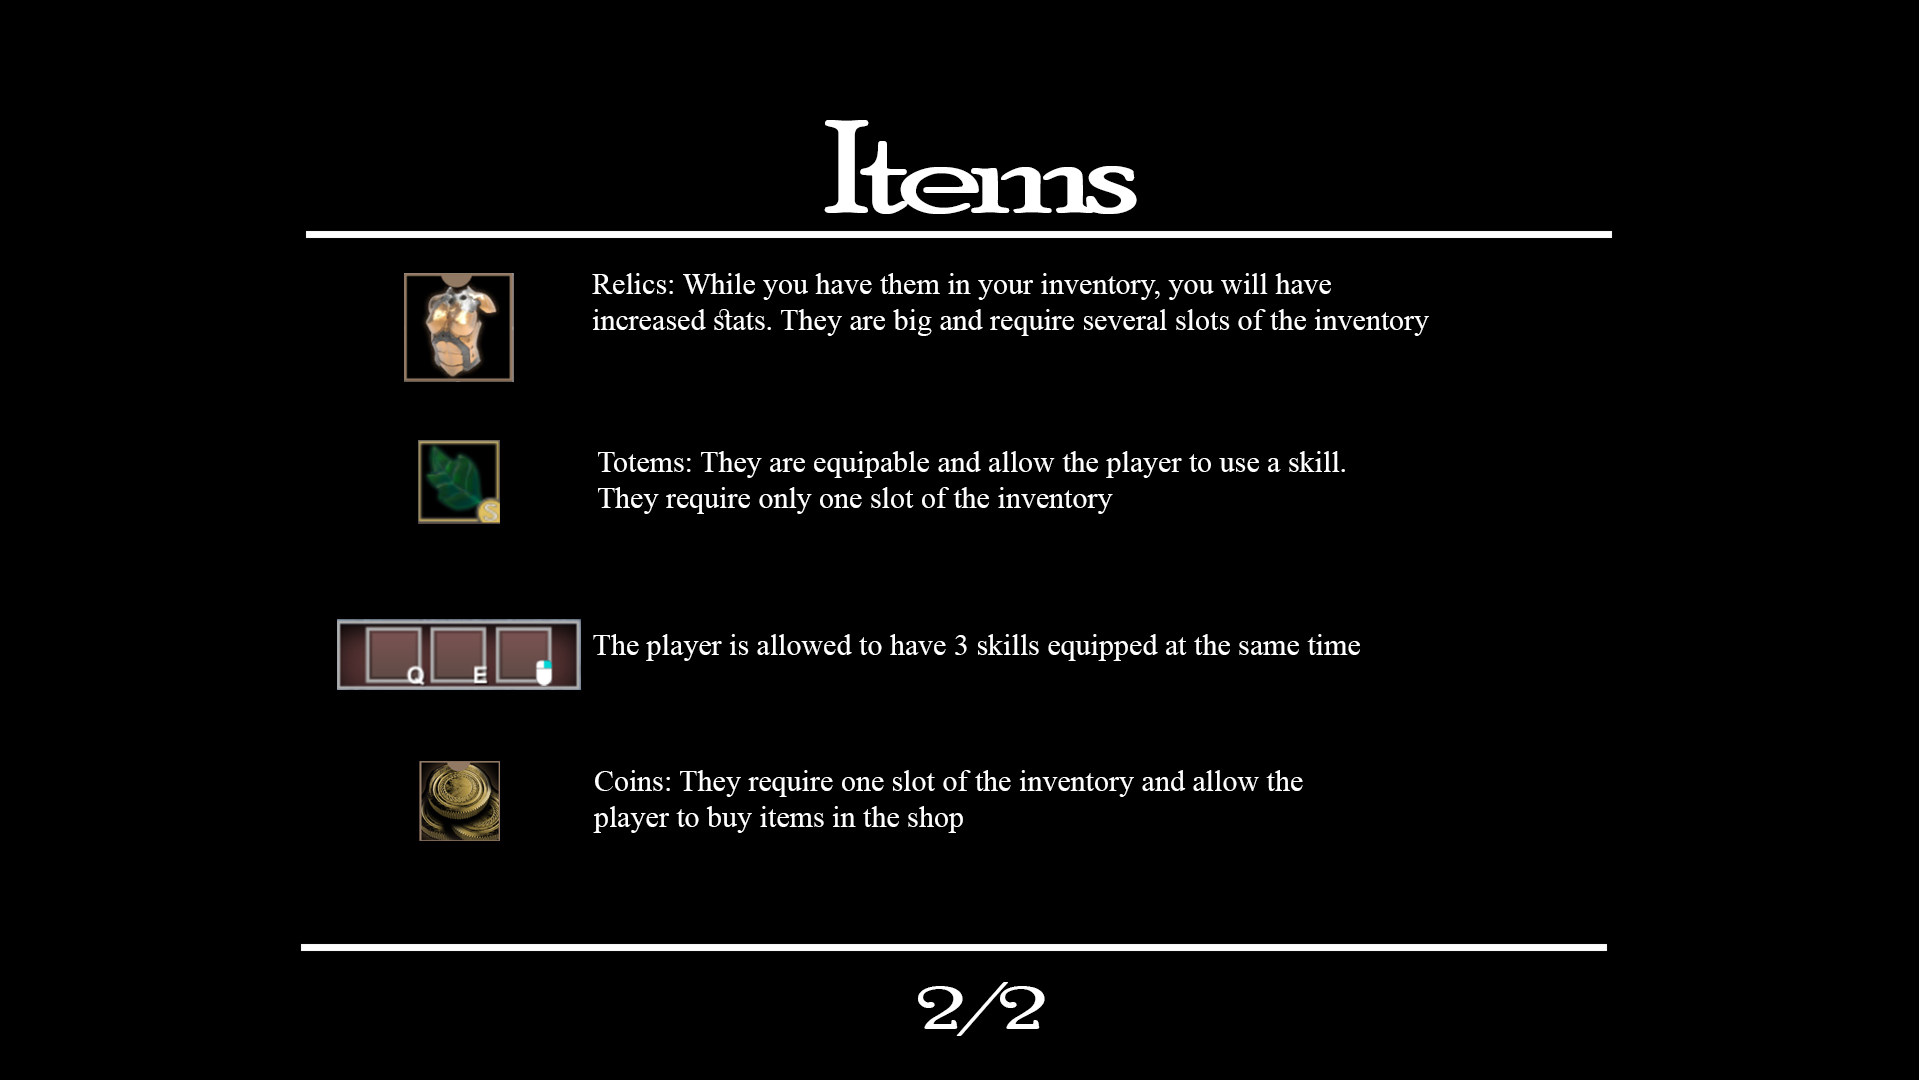 Items
Relics: While you have them in your inventory, you will have
increased stats. They are big and require several slots of the inventory
Totems: They are equipable and allow the player to use a skill.
They require only one slot of the inventory
S
The player is allowed to have 3 skills equipped at the same time
Q E
Coins: They require one slot of the inventory and allow the
player to buy items in the shop
2/2